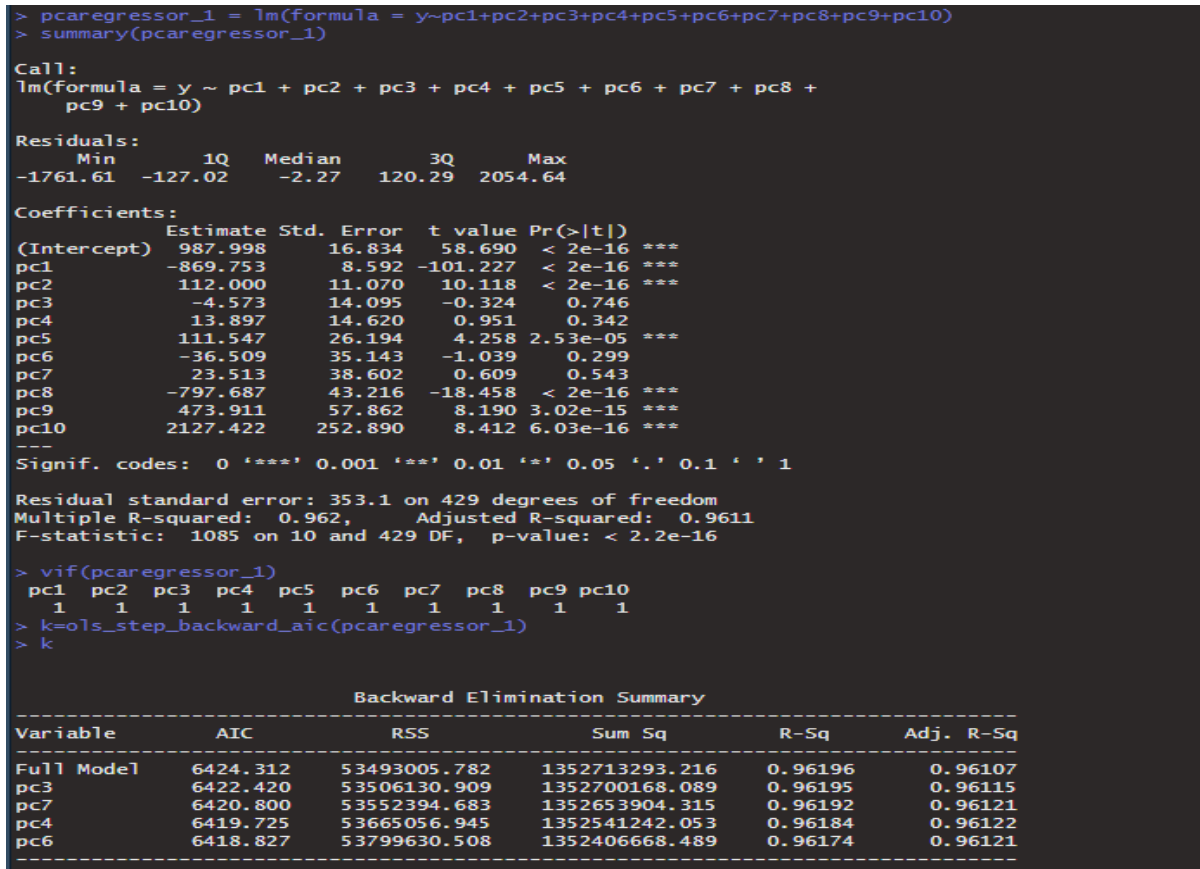 > pcaregressor_1 = lm(formula = y~pc1+pc2+pc3+pc4+pc5+pc6+pc7+pc8+pc9+pc10)
> summary(pcaregressor_1)
Call:
lm(formula = y ~ pc1 + pc2 + pc3 + pc4 + pc5 + pc6 + pc7 + pc8 +
    pc9 + pc10)
Residuals:
     Min       1Q   Median       3Q      Max
-1761.61  -127.02    -2.27   120.29  2054.64
Coefficients:
            Estimate Std. Error  t value Pr(>|t|)
(Intercept)  987.998     16.834   58.690  < 2e-16 ***
pc1         -869.753      8.592 -101.227  < 2e-16 ***
pc2          112.000     11.070   10.118  < 2e-16 ***
pc3           -4.573     14.095   -0.324    0.746
pc4           13.897     14.620    0.951    0.342
pc5          111.547     26.194    4.258 2.53e-05 ***
pc6          -36.509     35.143   -1.039    0.299
pc7           23.513     38.602    0.609    0.543
pc8         -797.687     43.216  -18.458  < 2e-16 ***
pc9          473.911     57.862    8.190 3.02e-15 ***
pc10        2127.422    252.890    8.412 6.03e-16 ***
---
Signif. codes:  0 ‘***’ 0.001 ‘**’ 0.01 ‘*’ 0.05 ‘.’ 0.1 ‘ ’ 1
Residual standard error: 353.1 on 429 degrees of freedom
Multiple R-squared:  0.962,     Adjusted R-squared:  0.9611
F-statistic:  1085 on 10 and 429 DF,  p-value: < 2.2e-16
> vif(pcaregressor_1)
 pc1  pc2  pc3  pc4  pc5  pc6  pc7  pc8  pc9 pc10
   1    1    1    1    1    1    1    1    1    1
> k=ols_step_backward_aic(pcaregressor_1)
> k
Backward Elimination Summary
Variable        AIC          RSS            Sum Sq         R-Sq      Adj. R-Sq
Full Model    6424.312    53493005.782    1352713293.216    0.96196      0.96107
pc3           6422.420    53506130.909    1352700168.089    0.96195      0.96115
pc7           6420.800    53552394.683    1352653904.315    0.96192      0.96121
pc4           6419.725    53665056.945    1352541242.053    0.96184      0.96122
pc6           6418.827    53799630.508    1352406668.489    0.96174      0.96121